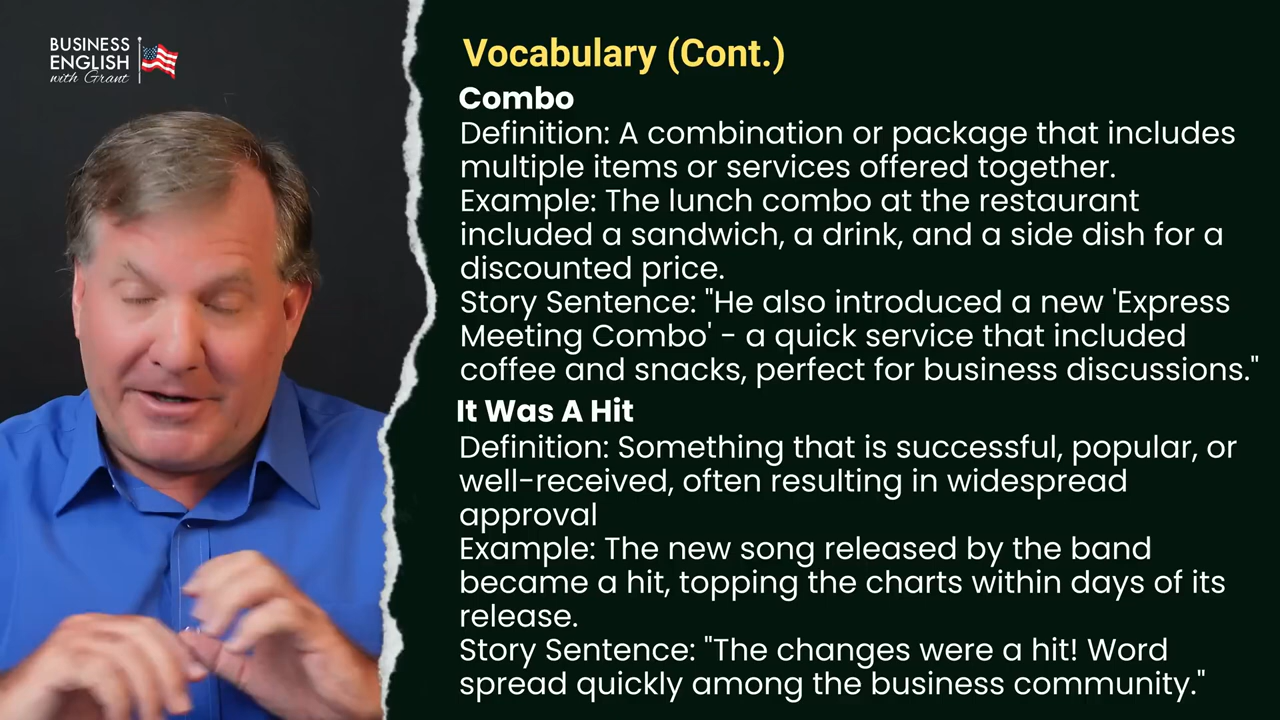 BUSINESS
ENGLISH
with Grant
Vocabulary (Cont.)
Combo
Definition: A combination or package that includes
multiple items or services offered together.
Example: The lunch combo at the restaurant
included a sandwich, a drink, and a side dish for a
discounted price.
Story Sentence: "He also introduced a new 'Express
Meeting Combo' - a quick service that included
coffee and snacks, perfect for business discussions."
It Was A Hit
Definition: Something that is successful, popular, or
well-received, often resulting in widespread
approval
Example: The new song released by the band
became a hit, topping the charts within days of its
release.
Story Sentence: "The changes were a hit! Word
spread quickly among the business community."